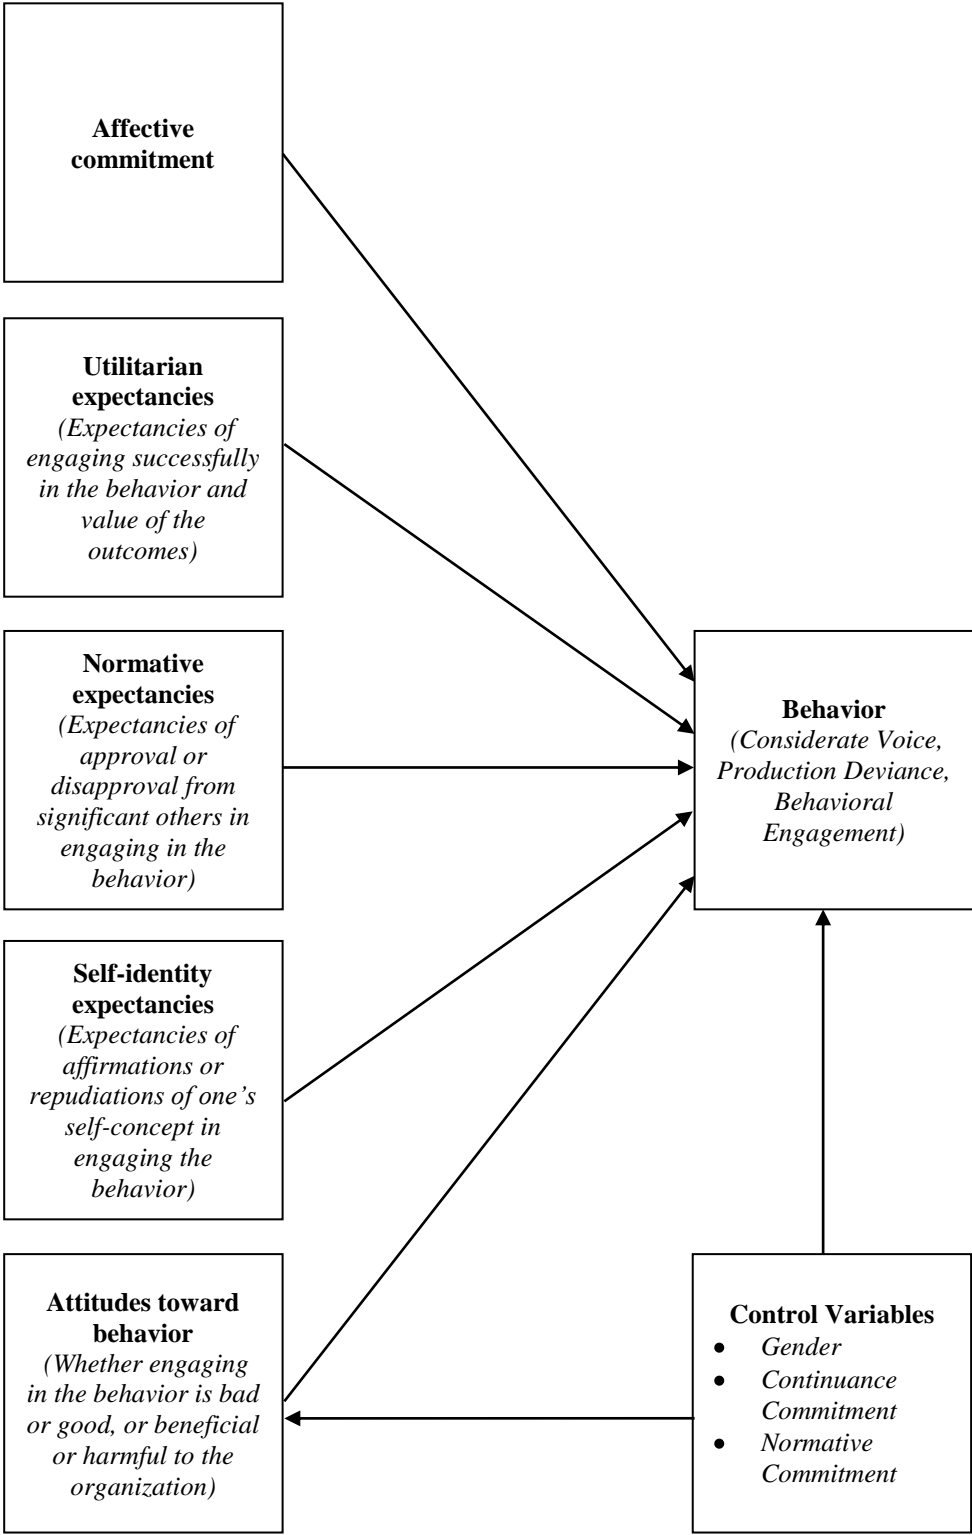 Affective
commitment
Utilitarian
expectancies
(Expectancies of
engaging successfully
in the behavior and
value of the
outcomes)
Normative
expectancies
(Expectancies of
approval or
disapproval from
significant others in
engaging in the
behavior)
Behavior
(Considerate Voice,
Production Deviance,
Behavioral
Engagement)
Self-identity
expectancies
(Expectancies of
affirmations or
repudiations of one’s
self-concept in
engaging the
behavior)
Attitudes toward
behavior
(Whether engaging
in the behavior is bad
or good, or beneficial
or harmful to the
organization)
Control Variables
• Gender
• Continuance
Commitment
• Normative
Commitment